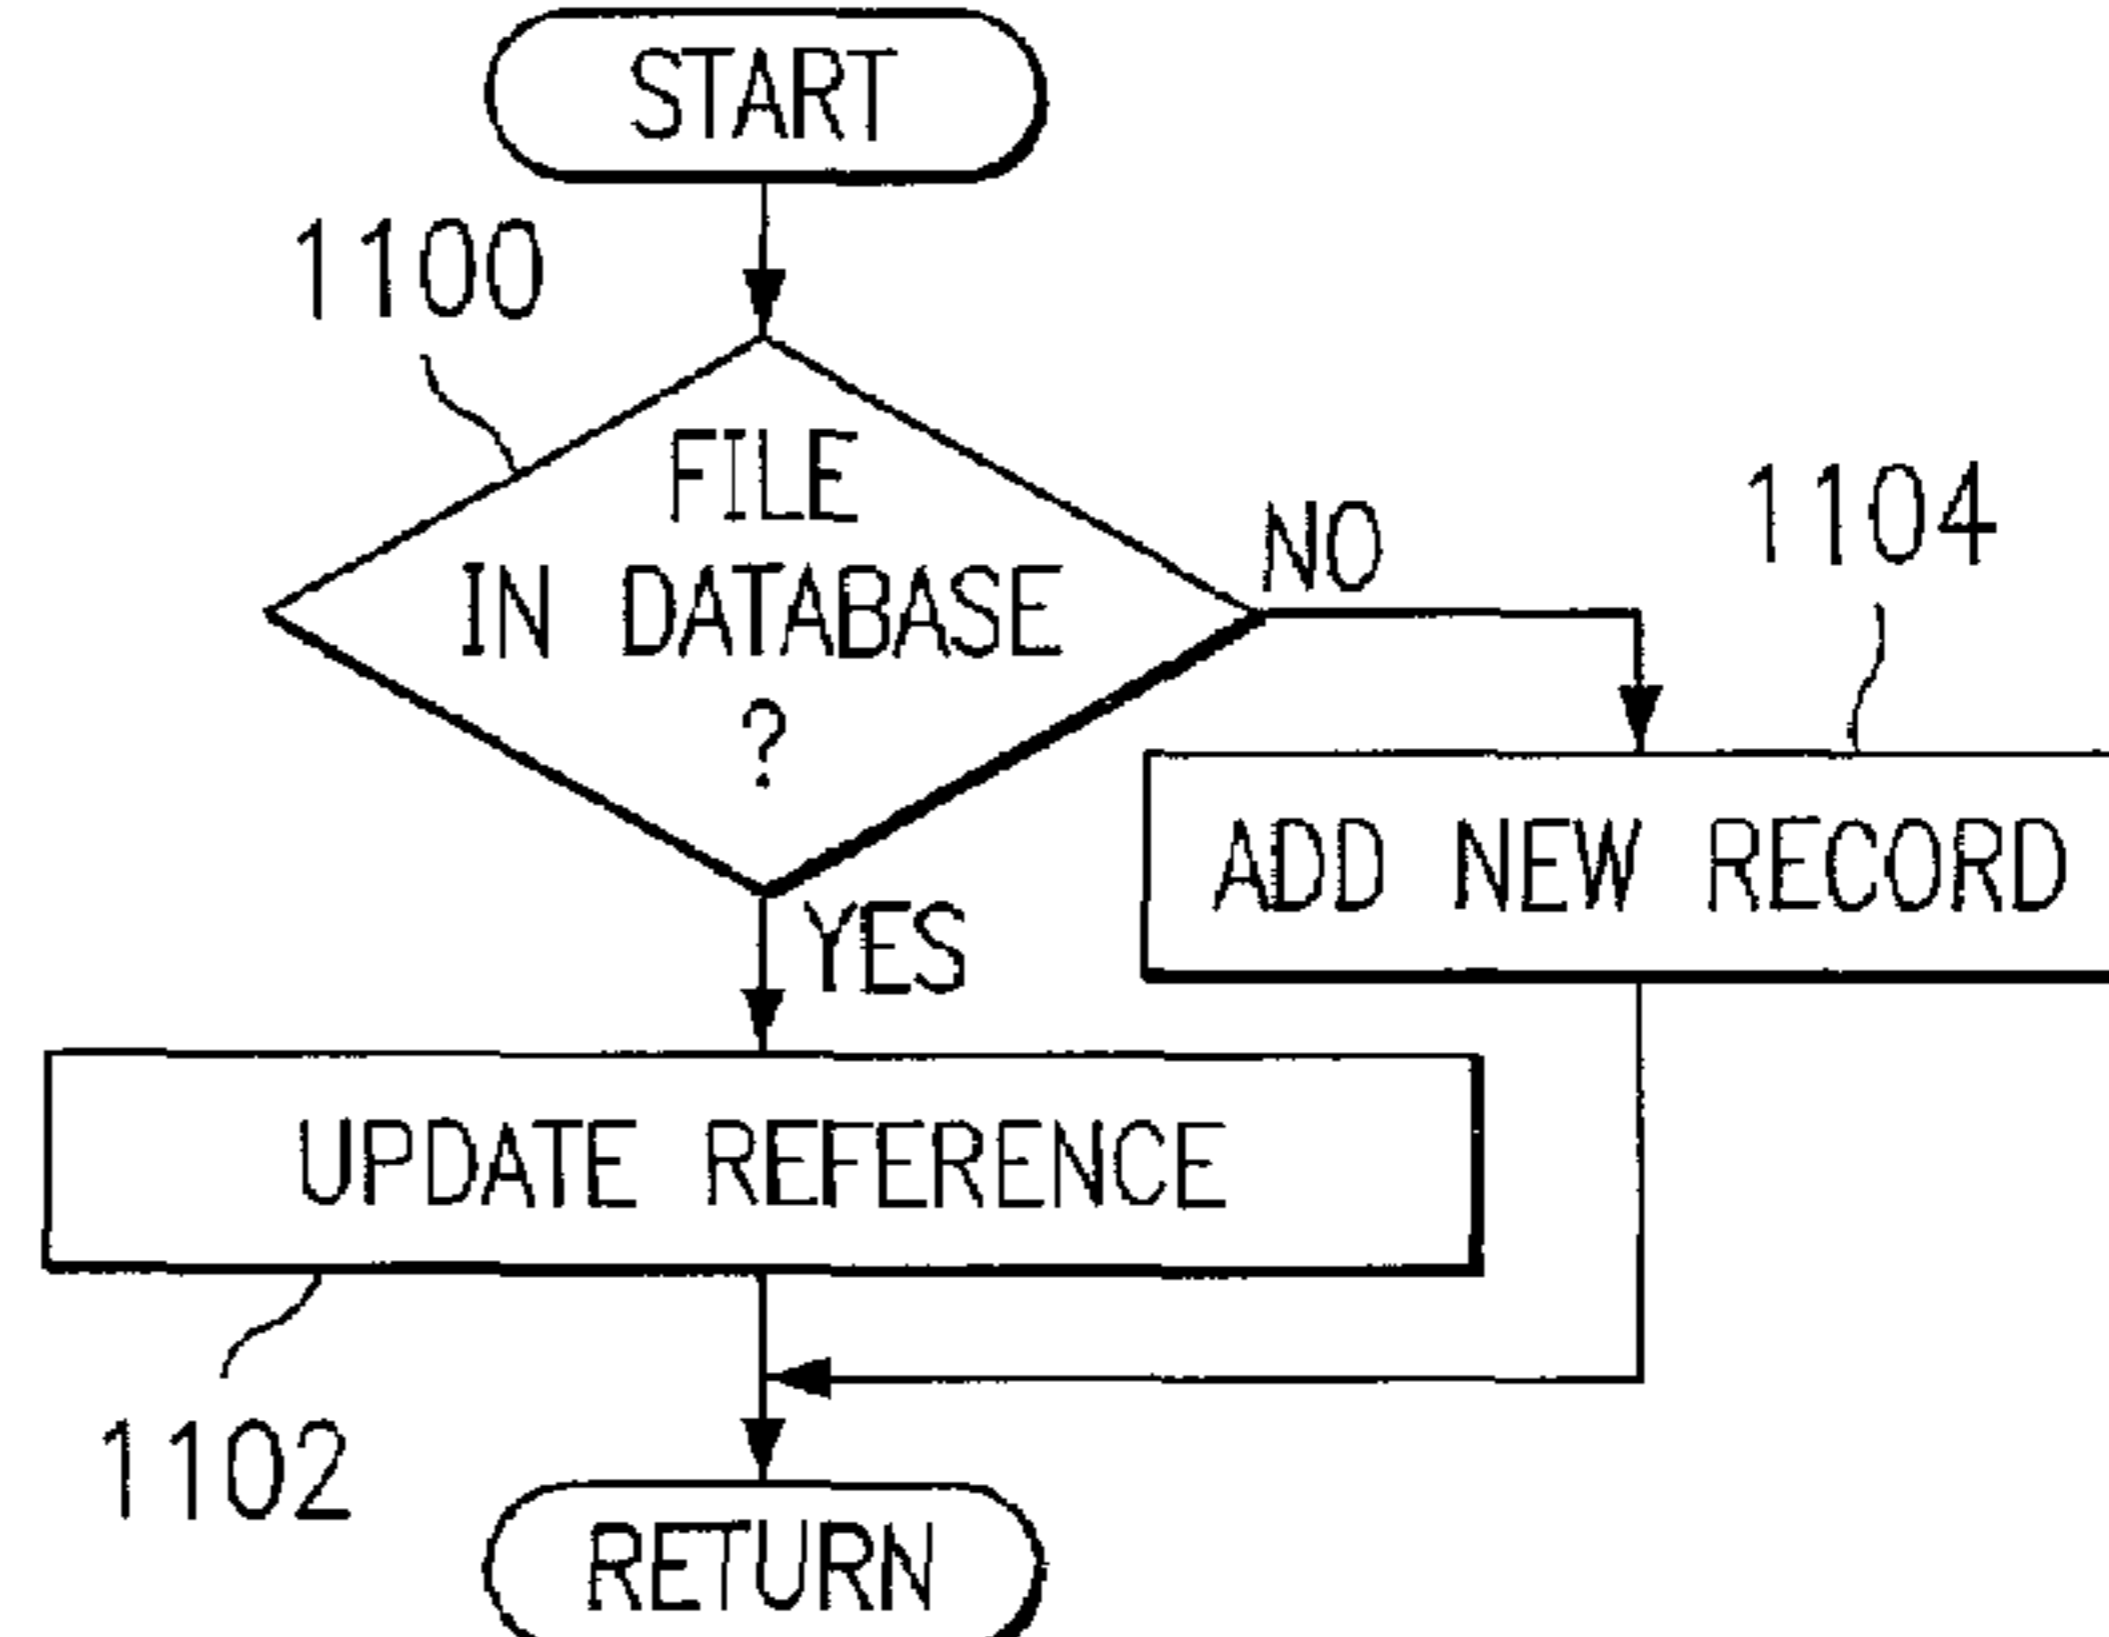 START
1100
FILE
IN DATABASE
?
NO
1104
ADD NEW RECORD
YES
UPDATE REFERENCE
1102
RETURN